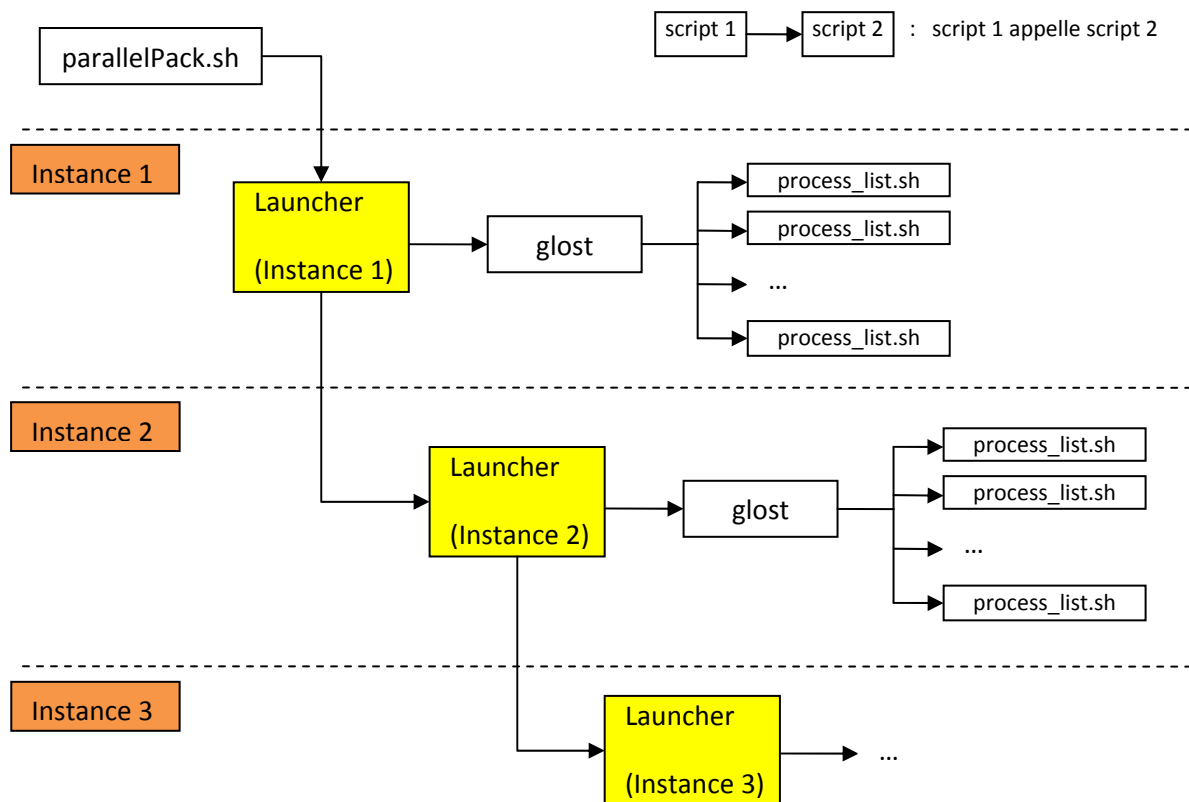 script 1 script 2 : script 1 appelle script 2
parallelPack.sh
Instance 1
Launcher
(Instance 1)
glost
process_list.sh
process_list.sh
...
process_list.sh
Instance 2
Launcher
(Instance 2)
glost
process_list.sh
process_list.sh
...
process_list.sh
Instance 3
Launcher
(Instance 3)
...